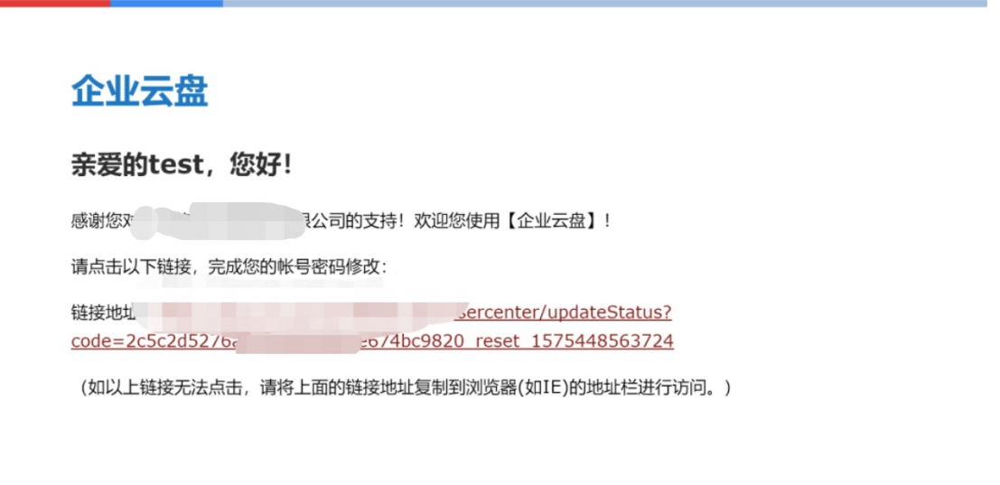 企业云盘
亲爱的test，您好！
感谢您对 限公司的支持！欢迎您使用【企业云盘】！
请点击以下链接，完成您的帐号密码修改：
链接地址 sercenter/updateStatus?
code=2c5c2d5276 e674bc9820_reset_1575448563724
（如以上链接无法点击，请将上面的链接地址复制到浏览器(如IE)的地址栏进行访问。）